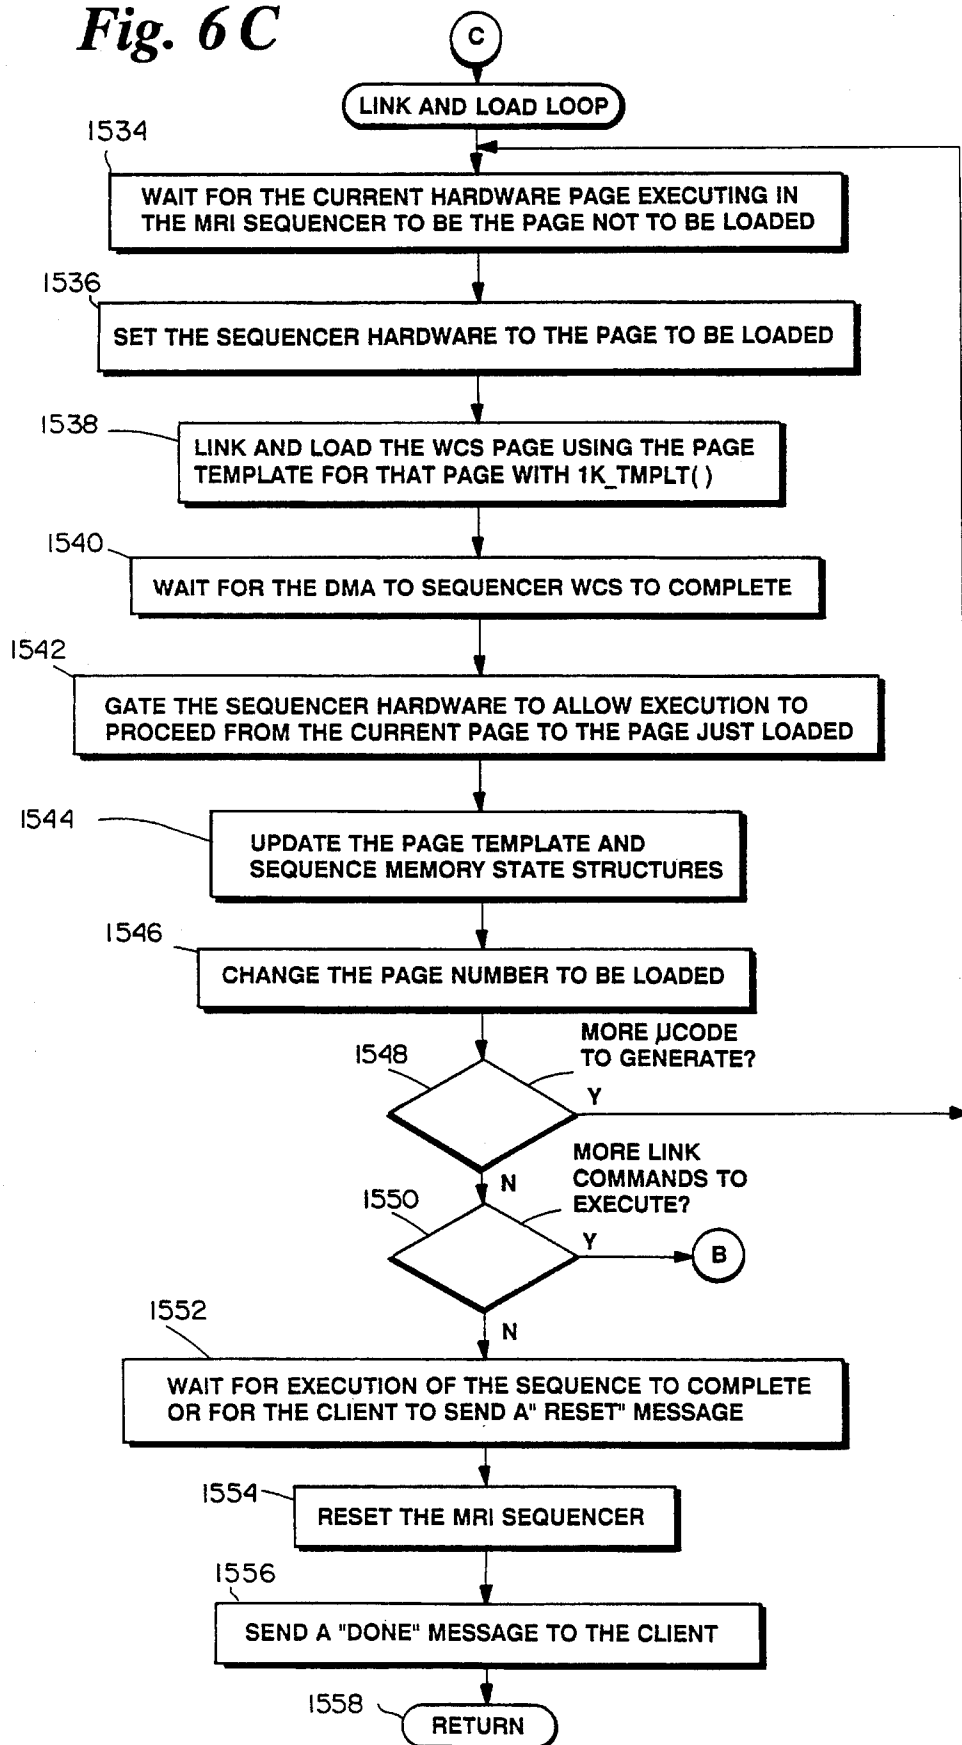 Fig. 6C
C
LINK AND LOAD LOOP
1534
WAIT FOR THE CURRENT HARDWARE PAGE EXECUTING IN
THE MRI SEQUENCER TO BE THE PAGE NOT TO BE LOADED
1536
SET THE SEQUENCER HARDWARE TO THE PAGE TO BE LOADED
1538
LINK AND LOAD THE WCS PAGE USING THE PAGE
TEMPLATE FOR THAT PAGE WITH 1K_TMPLT( )
1540
WAIT FOR THE DMA TO SEQUENCER WCS TO COMPLETE
1542
GATE THE SEQUENCER HARDWARE TO ALLOW EXECUTION TO
PROCEED FROM THE CURRENT PAGE TO THE PAGE JUST LOADED
1544
UPDATE THE PAGE TEMPLATE AND
SEQUENCE MEMORY STATE STRUCTURES
1546
CHANGE THE PAGE NUMBER TO BE LOADED
MORE µCODE
TO GENERATE?
1548
Y
N
MORE LINK
COMMANDS TO
EXECUTE?
1550
Y
B
N
1552
WAIT FOR EXECUTION OF THE SEQUENCE TO COMPLETE
OR FOR THE CLIENT TO SEND A" RESET" MESSAGE
1554
RESET THE MRI SEQUENCER
1556
SEND A "DONE" MESSAGE TO THE CLIENT
1558
RETURN